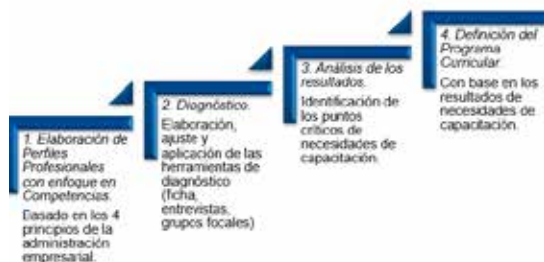 1. Elaboración de
Perfiles
Profesionales
con enfoque en
Competencias.
Basado en los 4
principios de la
administración
empresarial.
2. Diagnóstico.
Elaboración,
ajuste y
aplicación de las
herramientas de
diagnóstico
(ficha,
entrevistas,
grupos focales)
3. Análisis de los
resultados.
Identificación de
los puntos
críticos de
necesidades de
capacitación.
4. Definición del
Programa
Curricular
Con base en los
resultados de
necesidades de
capacitación.